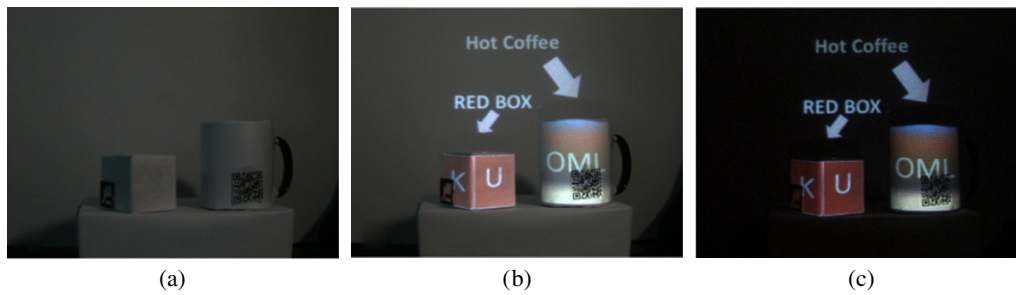 Hot Coffee
RED BOX
K U
OML
Hot Coffee
RED BOX
K U
OML
(a)
(b)
(c)